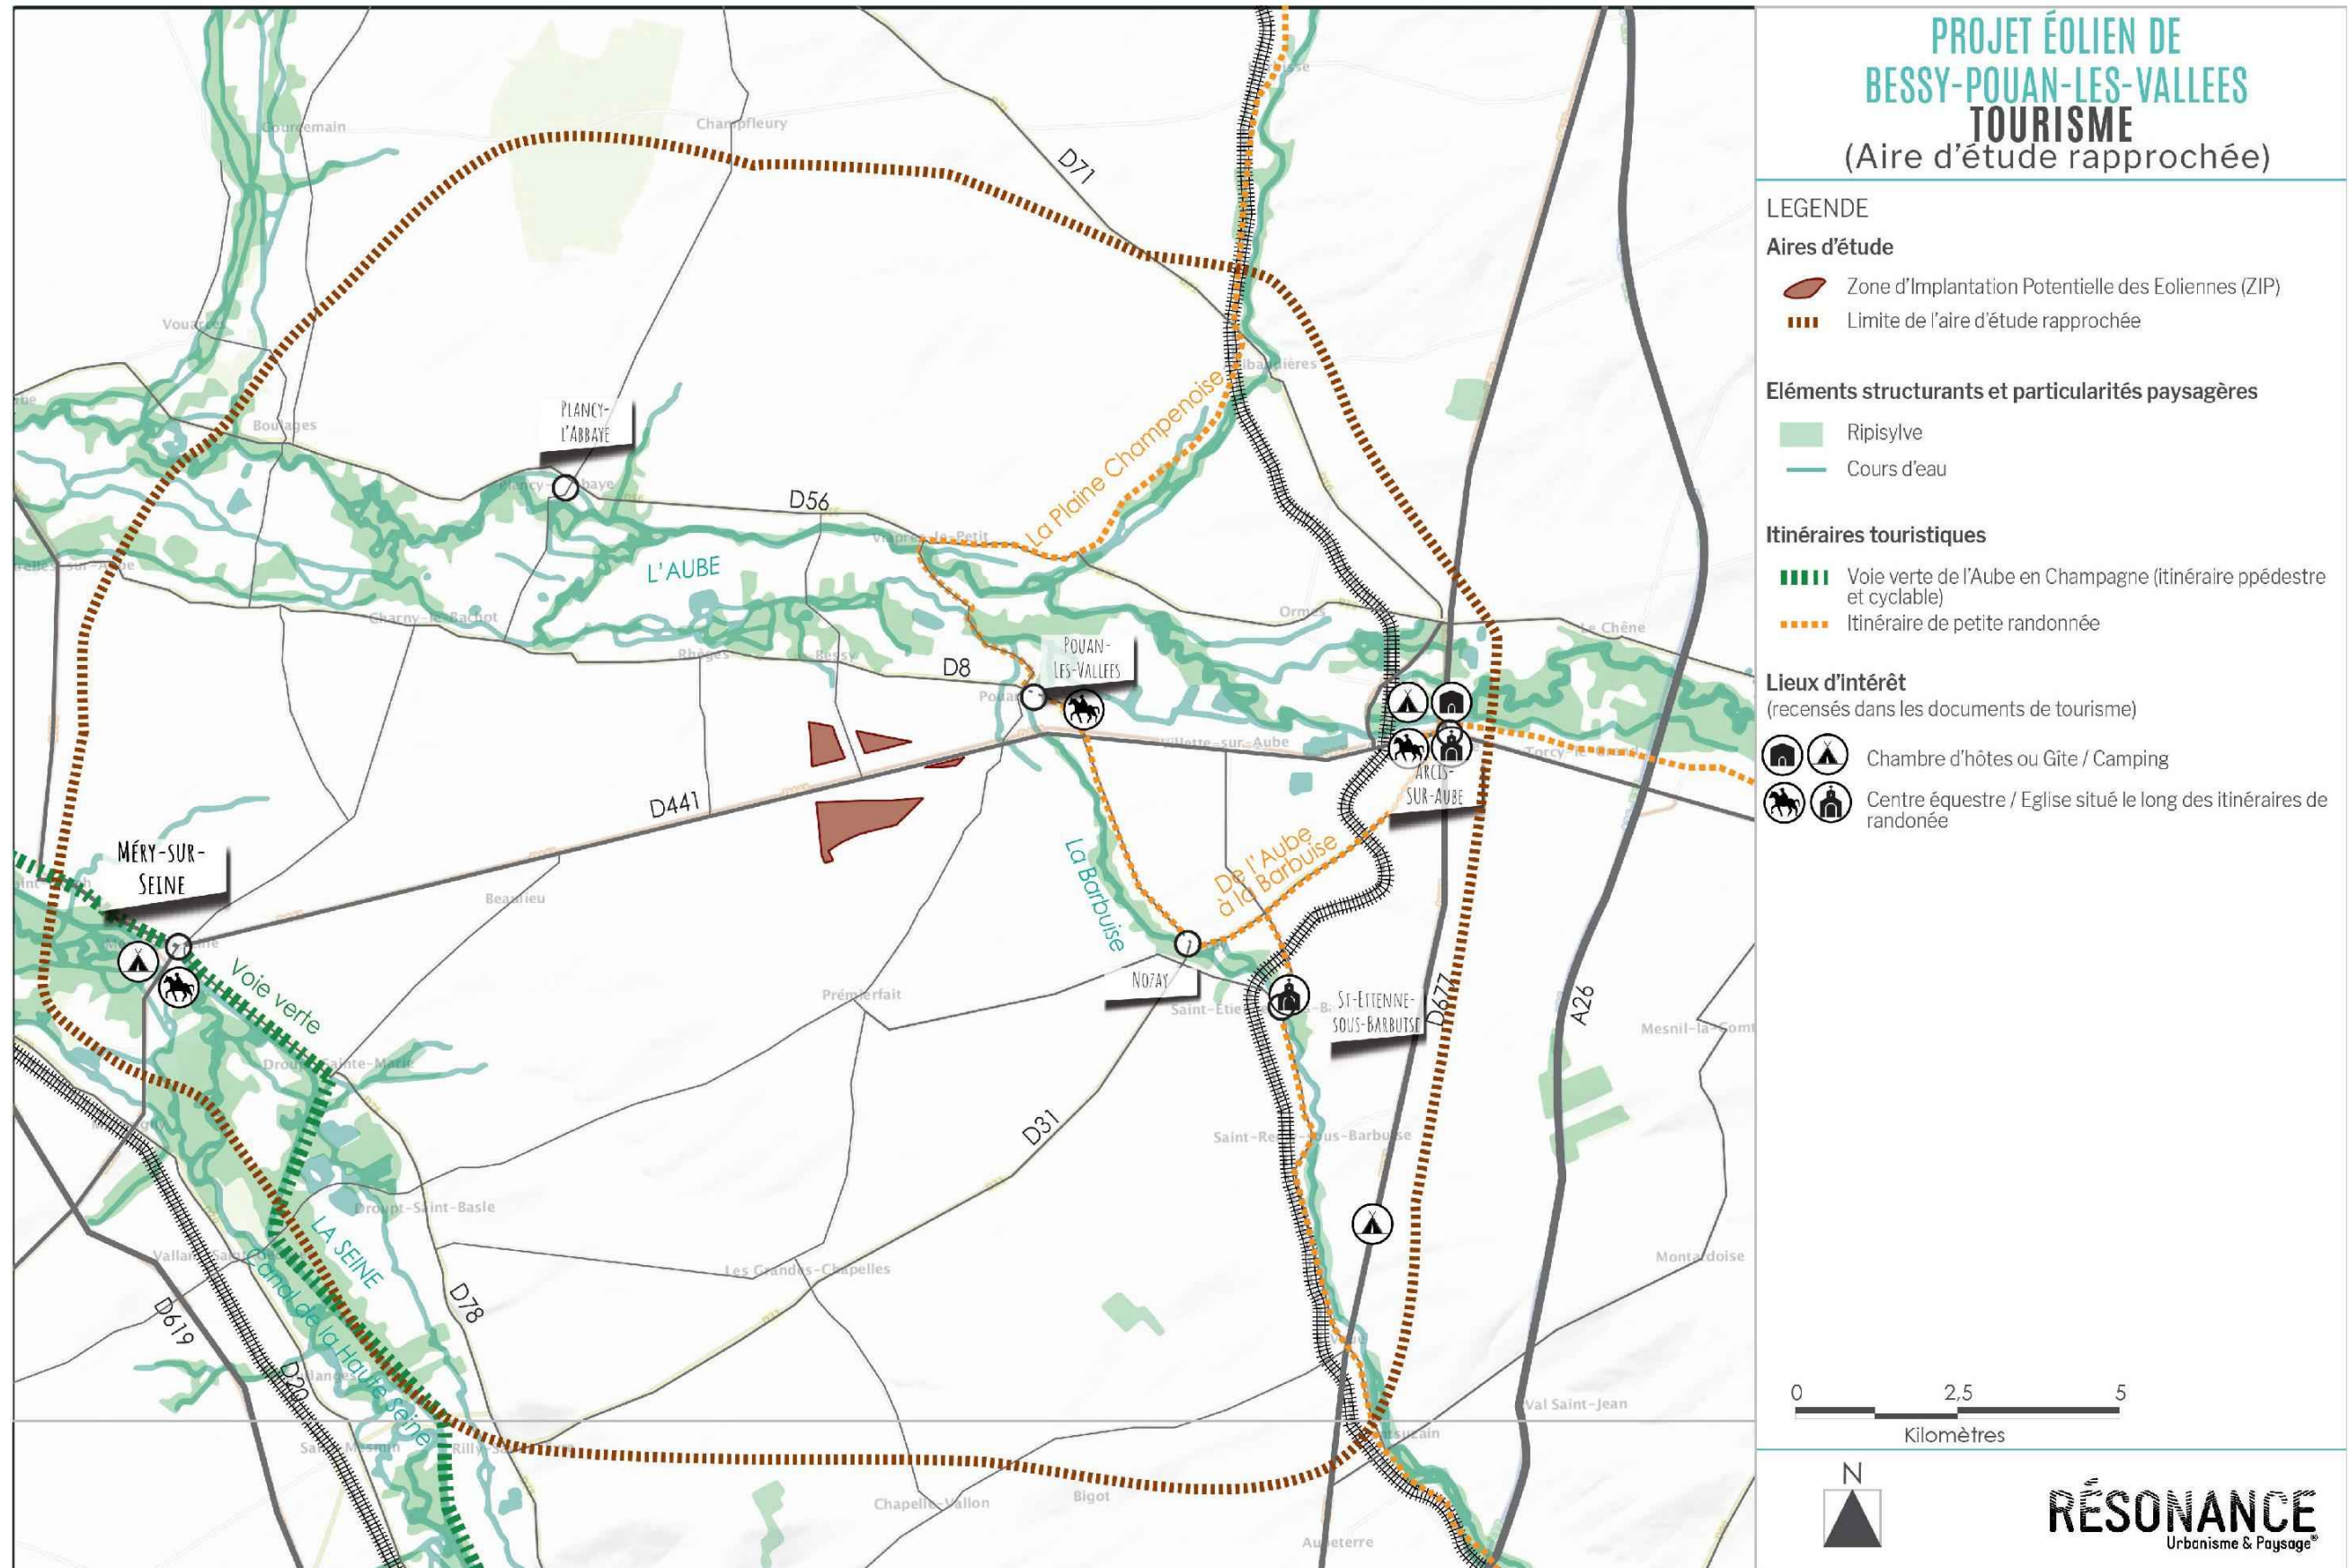 PROJET ÉOLIEN DE
BESSY-POUAN-LES-VALLEES
TOURISME
(Aire d'étude rapprochée)
LEGENDE
Aires d'étude
Zone d'Implantation Potentielle des Eoliennes (ZIP)
Limite de l'aire d'étude rapprochée
Eléments structurants et particularités paysagères
Ripisylve
Cours d'eau
Itinéraires touristiques
Voie verte de l'Aube en Champagne (itinéraire ppédestre
et cyclable)
Itinéraire de petite randonnée
Lieux d'intérêt
(recensés dans les documents de tourisme)
Chambre d'hôtes ou Gîte / Camping
Centre équestre / Eglise situé le long des itinéraires de
randonée
0 2,5 5
Kilomètres
N
RÉSONANCE
Urbanisme & Paysage®
Courcemain
Champfleury
D71
Vouarces
Boulages
PLANCY-
L'ABBAYE
D56
La Plaine Champenoise
Viâpres-le-Petit
L'AUBE
Charny-le-Bachot
Rhèges
Bessy
D8
POUAN-
LES-VALLEES
Ormes
Le Chêne
Villette-sur-Aube
Torcy-le-Grand
ARCIS-
SUR-AUBE
D441
MÉRY-SUR-
SEINE
Beaulieu
La Barbuise
De l'Aube
à la Barbuise
Voie verte
Prémierfait
NOZAY
ST-ETIENNE-
SOUS-BARBUISE
D677
A26
D31
LA SEINE
Droupt-Saint-Basle
Les Grandes-Chapelles
Canal de la Haute Seine
D78
D619
D20
Val Saint-Jean
Chapelle-Vallon
Bigot